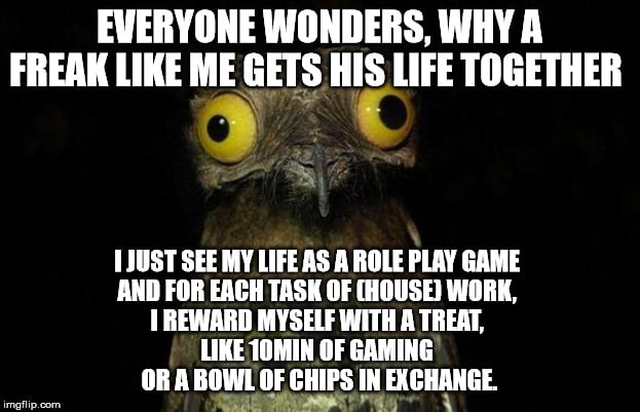 EVERYONE WONDERS, WHY A
FREAK LIKE ME GETS HIS LIFE TOGETHER
I JUST SEE MY LIFE AS A ROLE PLAY GAME
AND FOR EACH TASK OF (HOUSE) WORK,
I REWARD MYSELF WITH A TREAT,
LIKE 10MIN OF GAMING
OR A BOWL OF CHIPS IN EXCHANGE.
imgflip.com